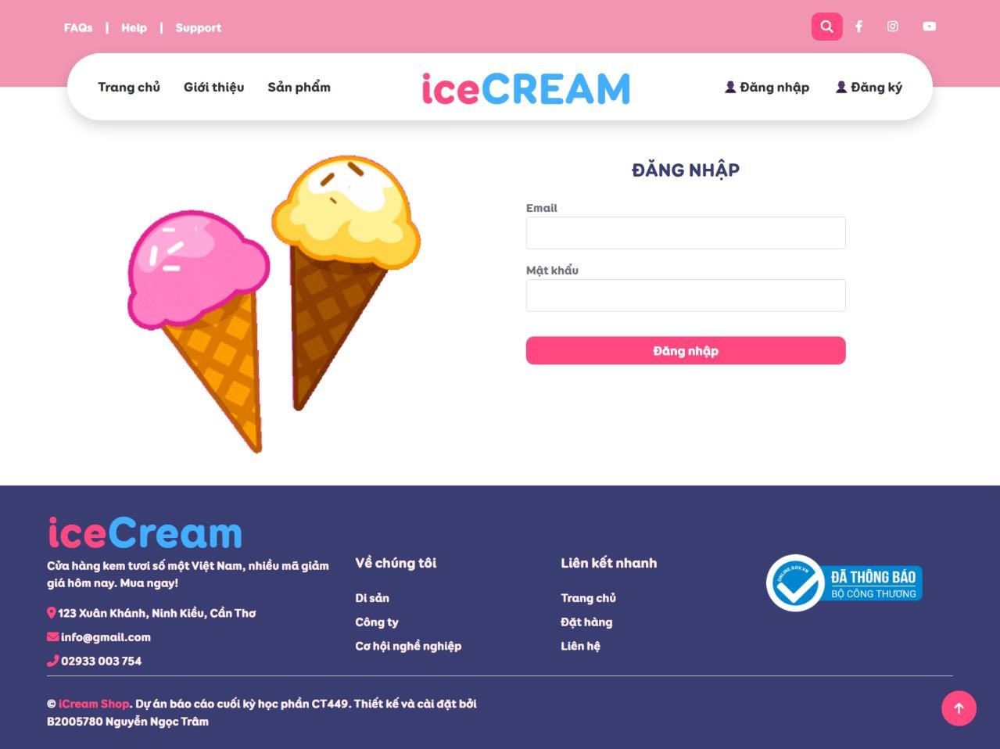 FAQs | Help | Support
Trang chủ Giới thiệu Sản phẩm iceCREAM Đăng nhập Đăng ký
ĐĂNG NHẬP
Email
Mật khẩu
Đăng nhập
iceCream
Cửa hàng kem tươi số một Việt Nam, nhiều mã giảm
giá hôm nay. Mua ngay!
123 Xuân Khánh, Ninh Kiều, Cần Thơ
info@gmail.com
02933 003 754
Về chúng tôi
Di sản
Công ty
Cơ hội nghề nghiệp
Liên kết nhanh
Trang chủ
Đặt hàng
Liên hệ
ONLINE.GOV.VN
ĐÃ THÔNG BÁO
BỘ CÔNG THƯƠNG
© iCream Shop. Dự án báo cáo cuối kỳ học phần CT449. Thiết kế và cài đặt bởi
B2005780 Nguyễn Ngọc Trâm